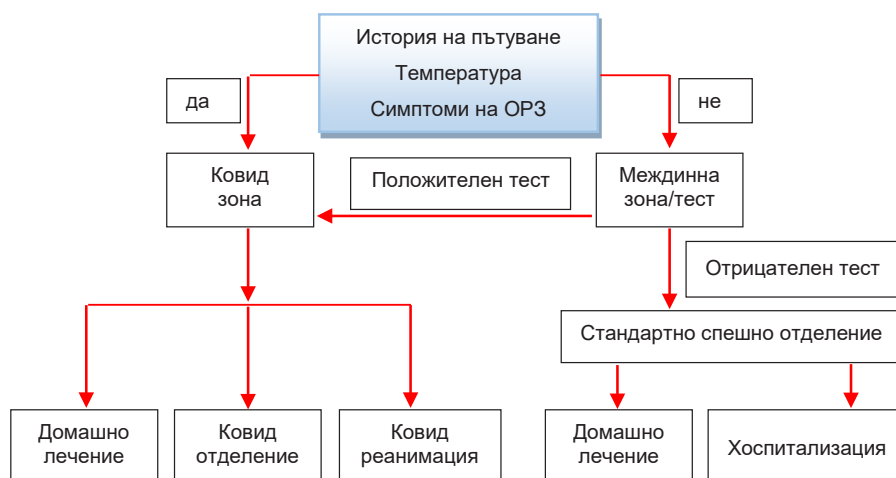 История на пътуване
Температура
Симптоми на ОРЗ
да
не
Ковид
зона
Положителен тест
Междинна
зона/тест
Отрицателен тест
Стандартно спешно отделение
Домашно
лечение
Ковид
отделение
Ковид
реанимация
Домашно
лечение
Хоспитализация